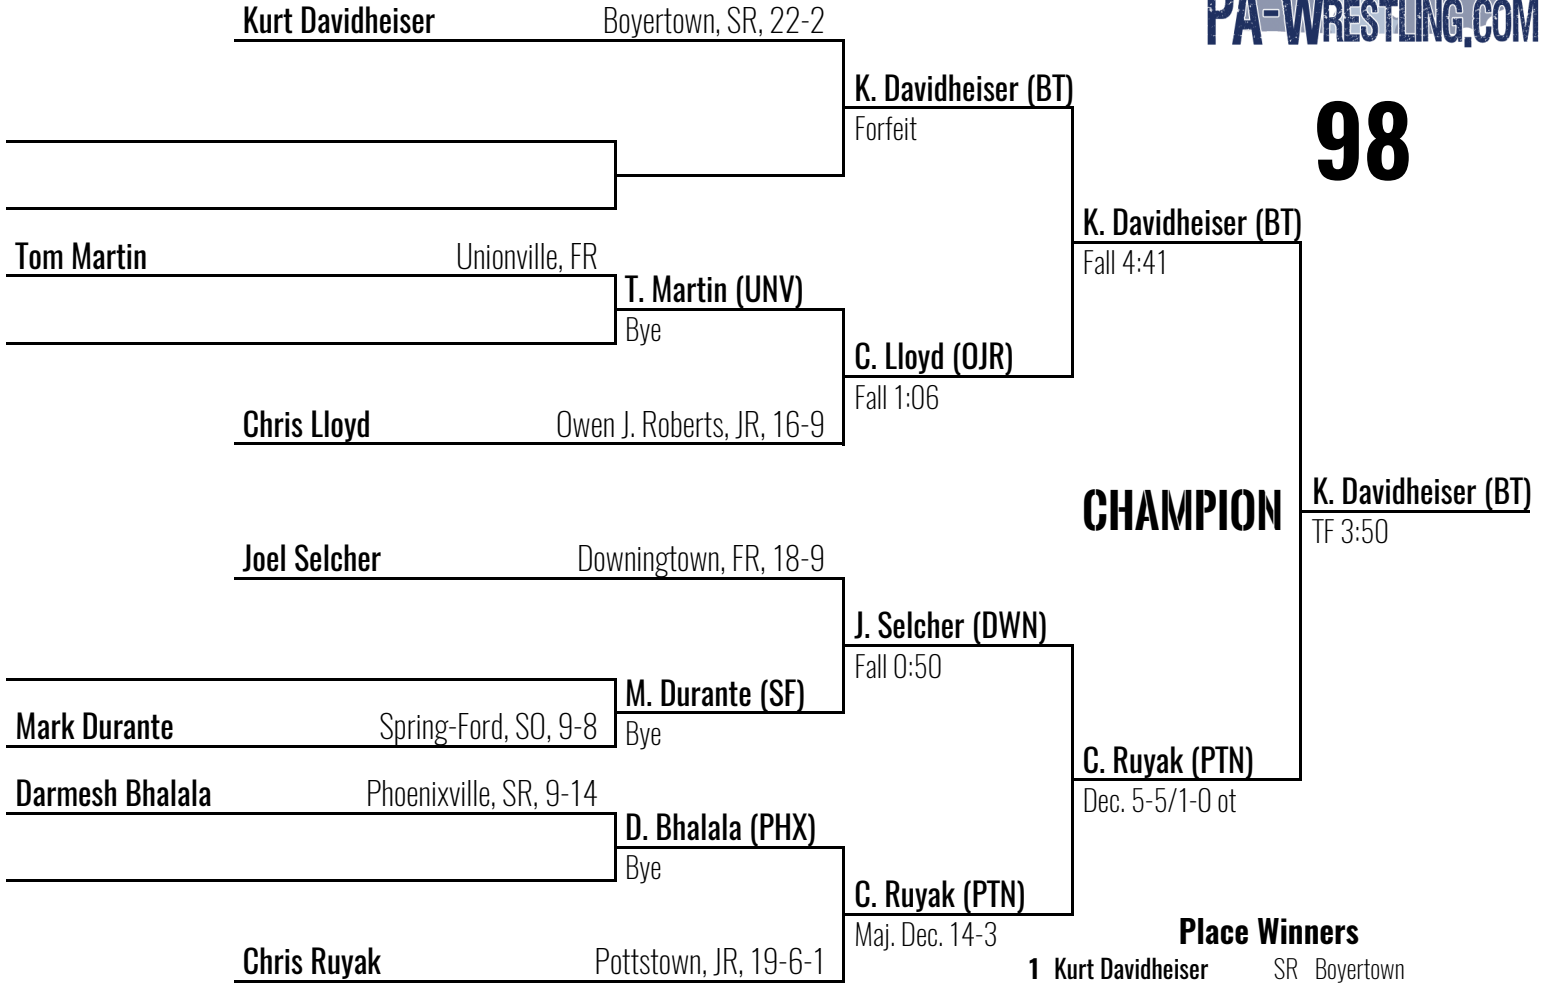 Kurt Davidheiser Boyertown, SR, 22-2
PA-WRESTLING.COM
K. Davidheiser (BT)
Forfeit
98
K. Davidheiser (BT)
Fall 4:41
Tom Martin Unionville, FR
T. Martin (UNV)
Bye
C. Lloyd (OJR)
Fall 1:06
Chris Lloyd Owen J. Roberts, JR, 16-9
CHAMPION
K. Davidheiser (BT)
TF 3:50
Joel Selcher Downingtown, FR, 18-9
J. Selcher (DWN)
Fall 0:50
M. Durante (SF)
Mark Durante Spring-Ford, SO, 9-8
Bye
C. Ruyak (PTN)
Dec. 5-5/1-0 ot
Darmesh Bhalala Phoenixville, SR, 9-14
D. Bhalala (PHX)
Bye
C. Ruyak (PTN)
Maj. Dec. 14-3
Chris Ruyak Pottstown, JR, 19-6-1
Place Winners
1 Kurt Davidheiser SR Boyertown